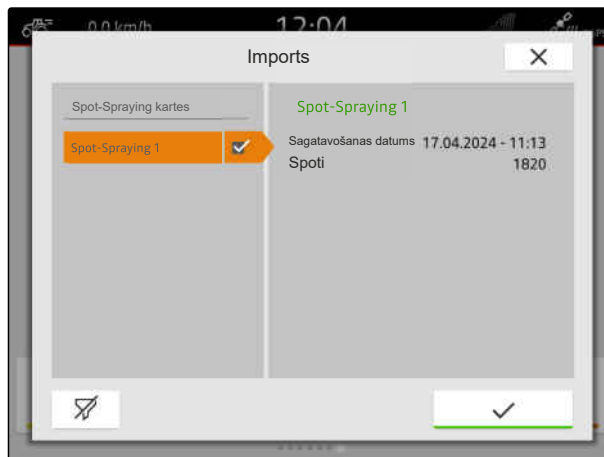 0.0 km/h
12:04
Imports
Spot-Spraying kartes
Spot-Spraying 1
Spot-Spraying 1
Sagatavošanas datums 17.04.2024 - 11:13
Spoti 1820